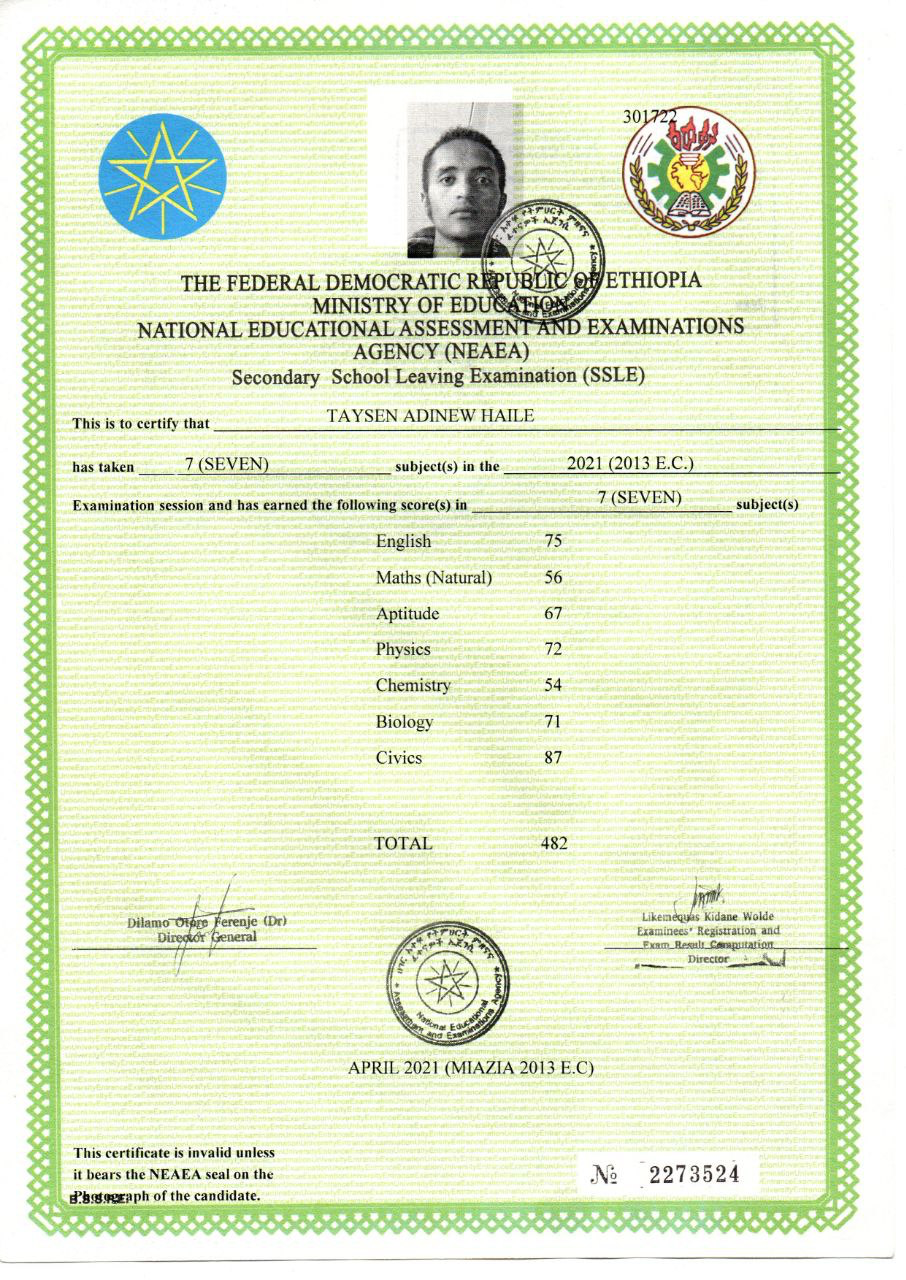 301722
THE FEDERAL DEMOCRATIC REPUBLIC OF ETHIOPIA
MINISTRY OF EDUCATION
NATIONAL EDUCATIONAL ASSESSMENT AND EXAMINATIONS
AGENCY (NEAEA)
Secondary School Leaving Examination (SSLE)
This is to certify that TAYSEN ADINEW HAILE
has taken 7 (SEVEN) subject(s) in the 2021 (2013 E.C.)
Examination session and has earned the following score(s) in 7 (SEVEN) subject(s)
English 75
Maths (Natural) 56
Aptitude 67
Physics 72
Chemistry 54
Biology 71
Civics 87
TOTAL 482
Dilamo Otore Ferenje (Dr)
Director General
Likemequas Kidane Wolde
Examinees' Registration and
Exam Result Computation
Director
National Educational
Assessment and Examinations Agency
APRIL 2021 (MIAZIA 2013 E.C)
This certificate is invalid unless
it bears the NEAEA seal on the
Photograph of the candidate.
№ 2273524